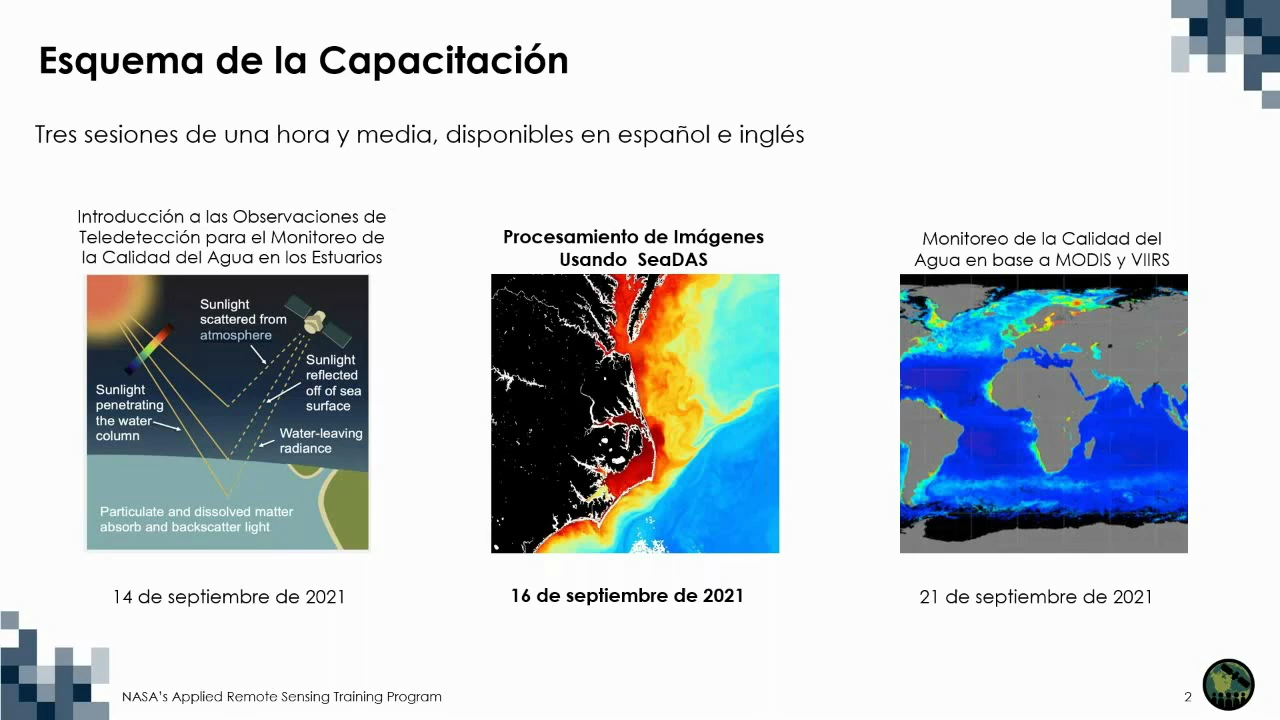 Esquema de la Capacitación
Tres sesiones de una hora y media, disponibles en español e inglés
Introducción a las Observaciones de
Teledetección para el Monitoreo de
la Calidad del Agua en los Estuarios
Sunlight
scattered from
atmosphere
Sunlight
reflected
off of sea
surface
Sunlight
penetrating
the water
column
Water-leaving
radiance
Particulate and dissolved matter
absorb and backscatter light
14 de septiembre de 2021
Procesamiento de Imágenes
Usando SeaDAS
16 de septiembre de 2021
Monitoreo de la Calidad del
Agua en base a MODIS y VIIRS
21 de septiembre de 2021
NASA's Applied Remote Sensing Training Program
2